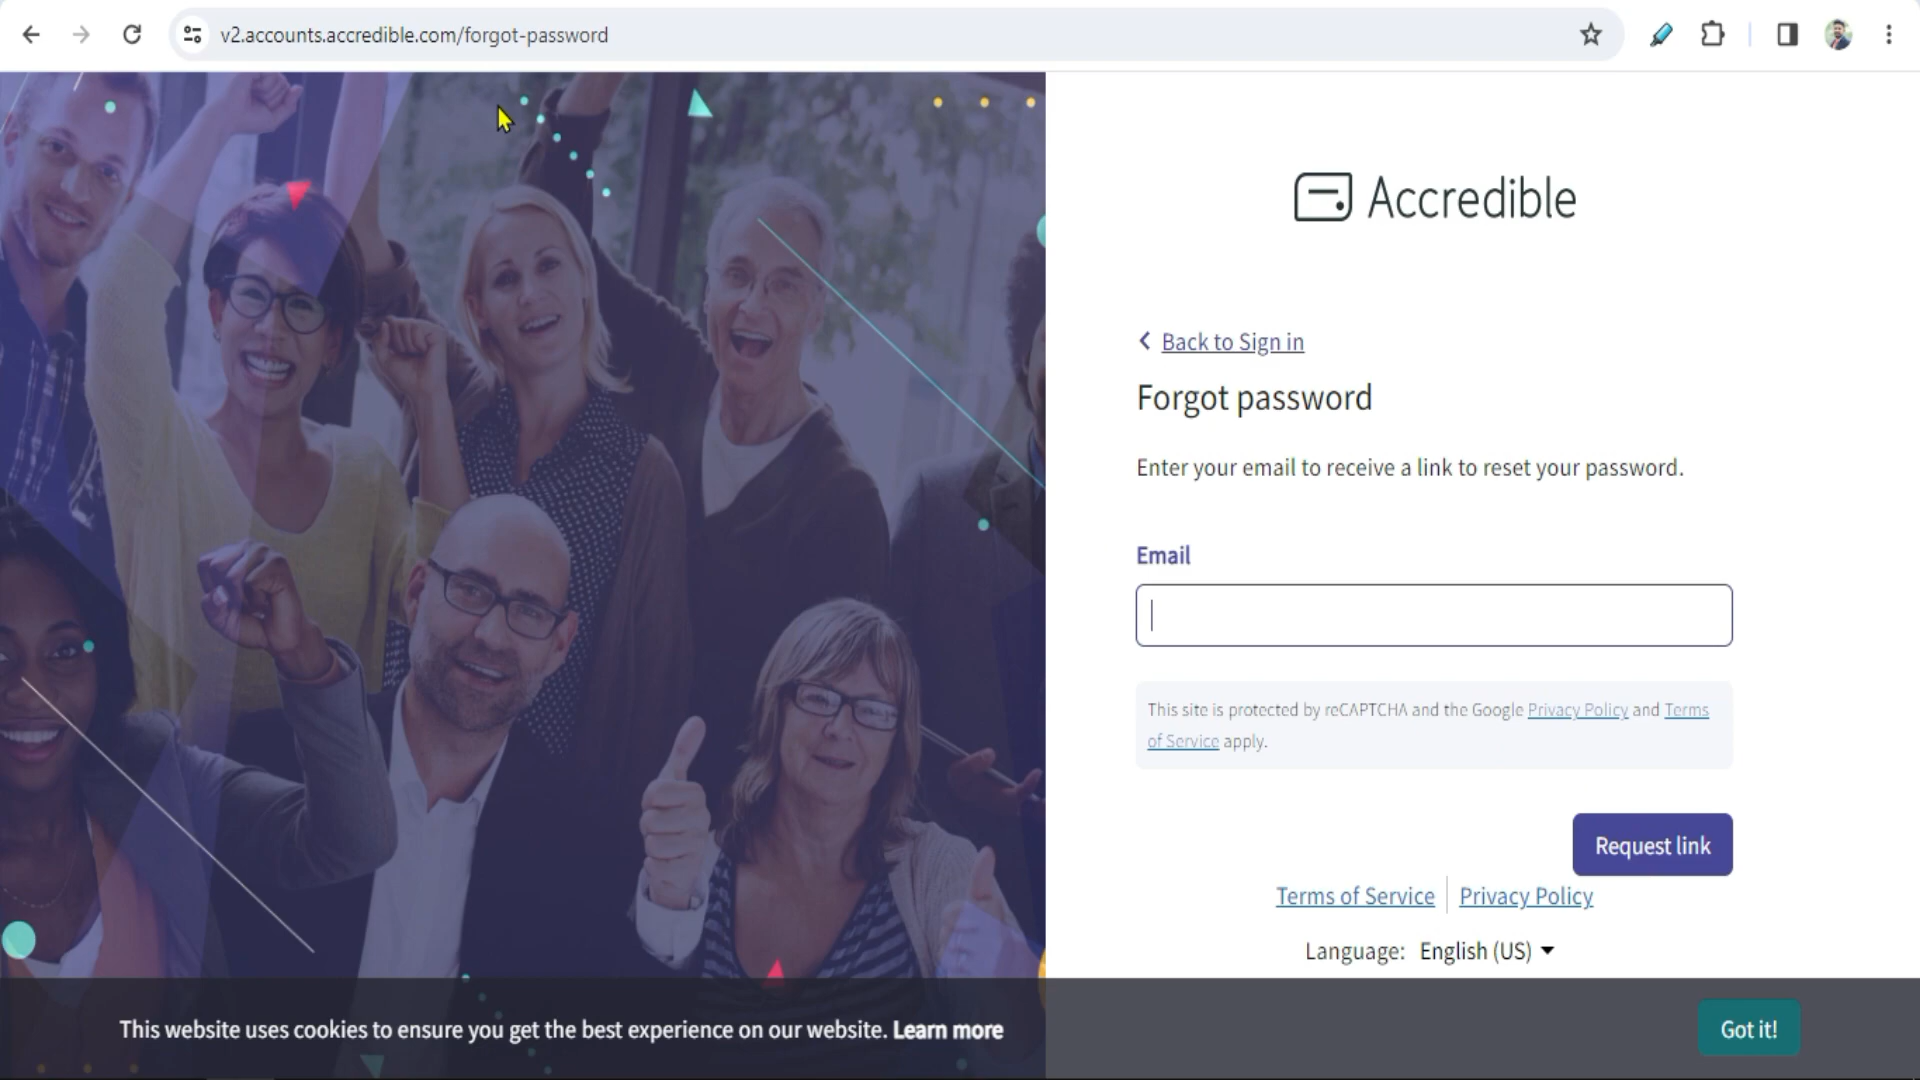 v2.accounts.accredible.com/forgot-password
Accredible
Back to Sign in
Forgot password
Enter your email to receive a link to reset your password.
Email
This site is protected by reCAPTCHA and the Google Privacy Policy and Terms
of Service apply.
Request link
Terms of Service
Privacy Policy
Language: English (US)
This website uses cookies to ensure you get the best experience on our website. Learn more
Got it!